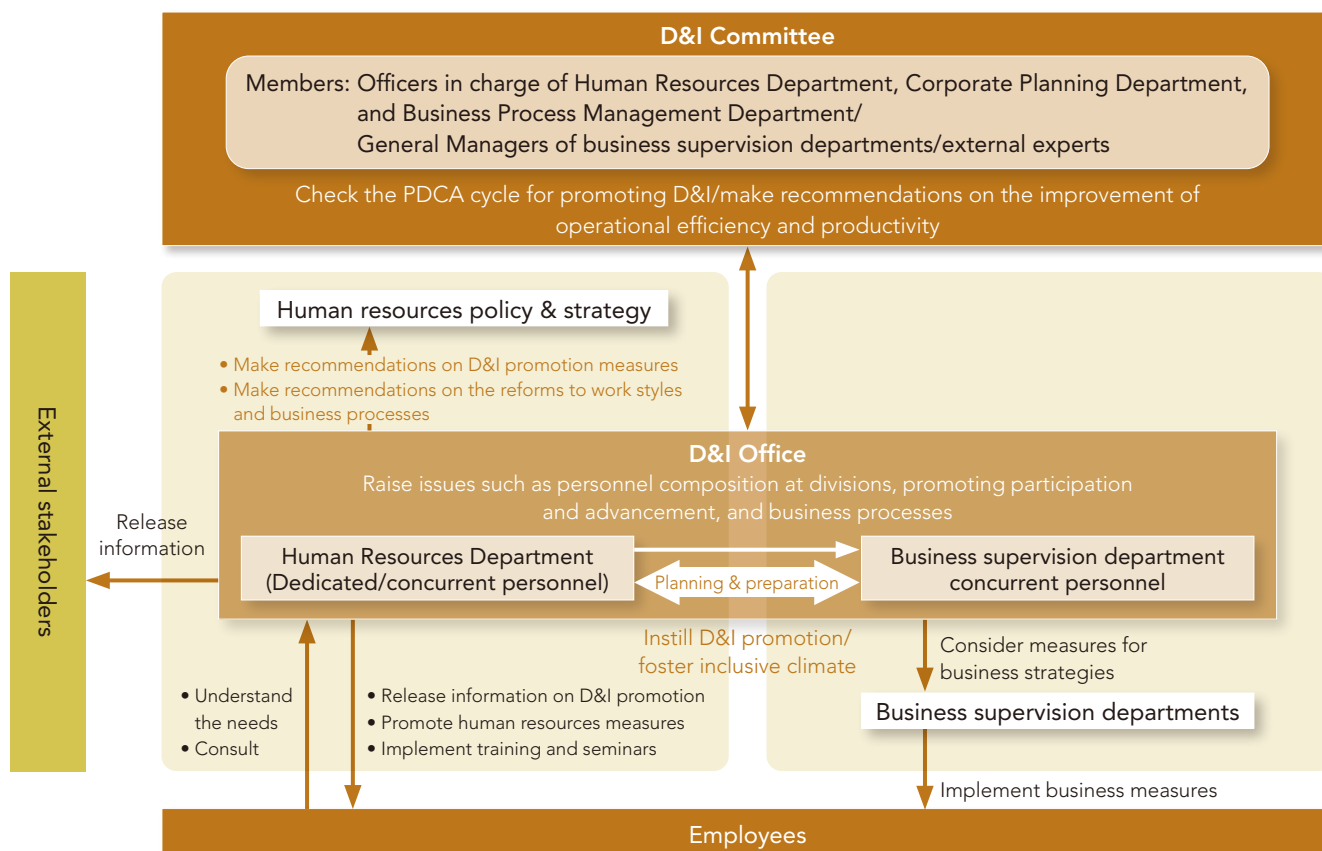 D&I Committee
Members: Officers in charge of Human Resources Department, Corporate Planning Department,
and Business Process Management Department/
General Managers of business supervision departments/external experts
Check the PDCA cycle for promoting D&I/make recommendations on the improvement of
operational efficiency and productivity
External stakeholders
Human resources policy & strategy
• Make recommendations on D&I promotion measures
• Make recommendations on the reforms to work styles
and business processes
D&I Office
Raise issues such as personnel composition at divisions, promoting participation
and advancement, and business processes
Release
information
Human Resources Department
(Dedicated/concurrent personnel)
Planning & preparation
Business supervision department
concurrent personnel
Instill D&I promotion/
foster inclusive climate
Consider measures for
business strategies
• Understand
the needs
• Consult
• Release information on D&I promotion
• Promote human resources measures
• Implement training and seminars
Business supervision departments
Implement business measures
Employees